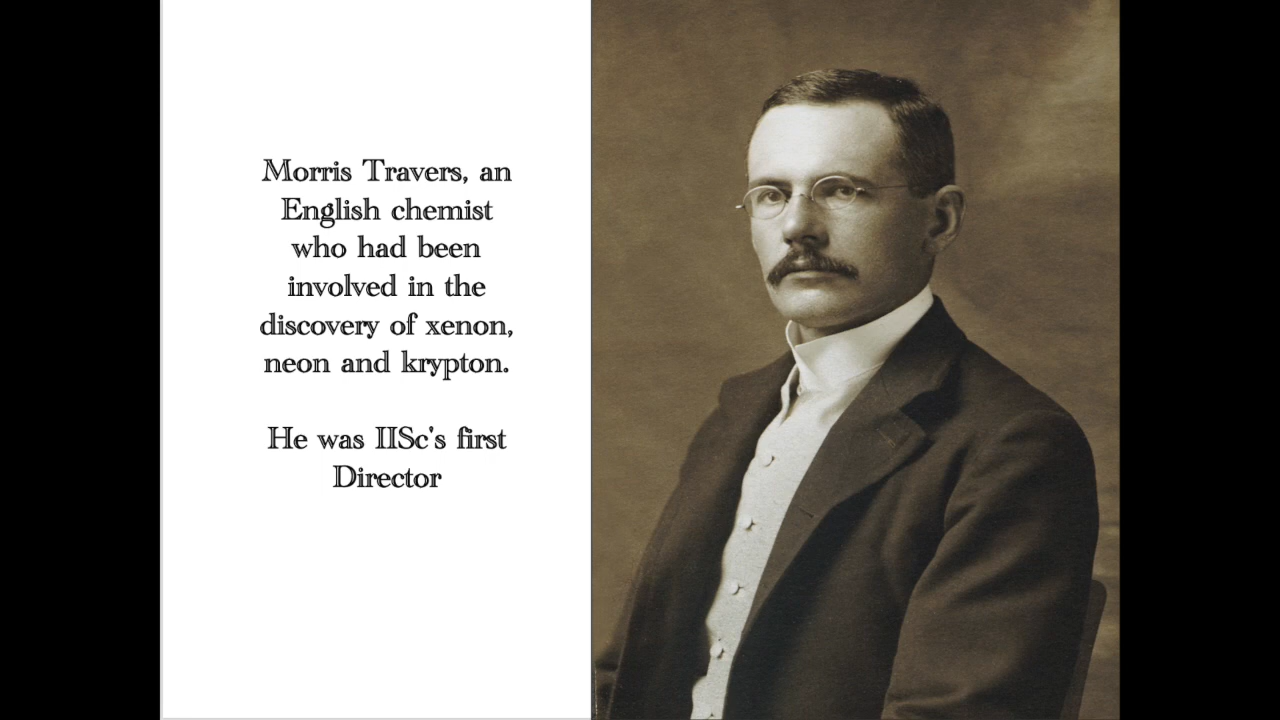 Morris Travers, an
English chemist
who had been
involved in the
discovery of xenon,
neon and krypton.
He was IISc's first
Director